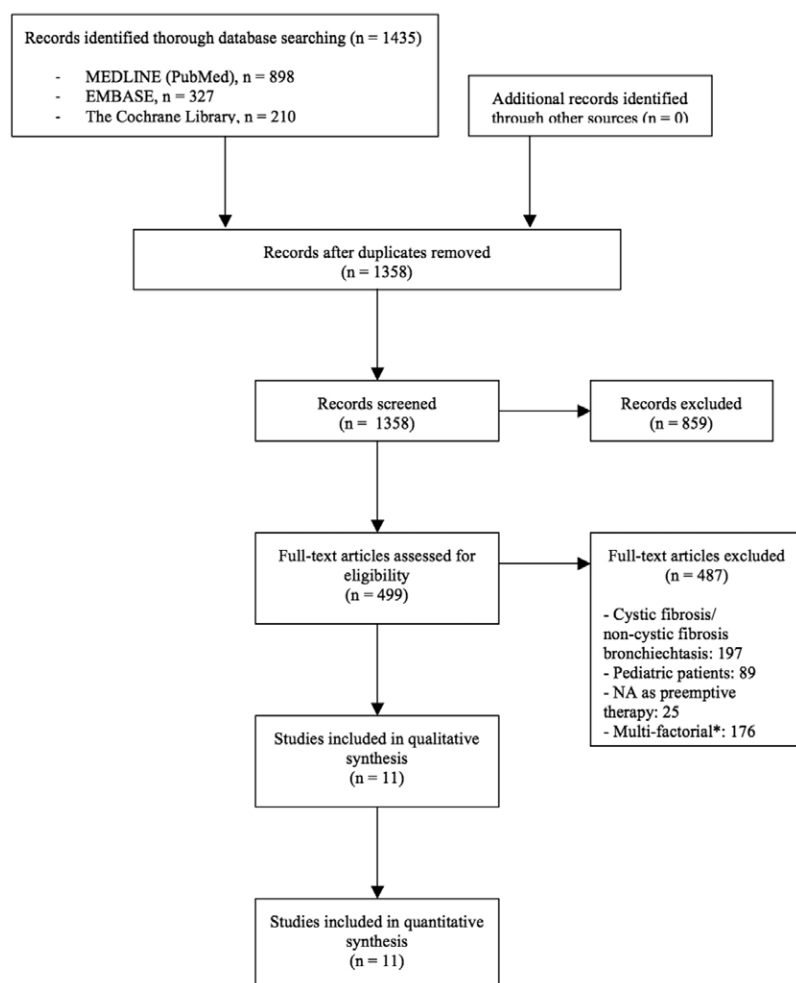 Records identified thorough database searching (n = 1435)
- MEDLINE (PubMed), n = 898
- EMBASE, n = 327
- The Cochrane Library, n = 210
Additional records identified
through other sources (n = 0)
Records after duplicates removed
(n = 1358)
Records screened
(n = 1358)
Records excluded
(n = 859)
Full-text articles assessed for
eligibility
(n = 499)
Full-text articles excluded
(n = 487)
- Cystic fibrosis/
non-cystic fibrosis
bronchiechtasis: 197
- Pediatric patients: 89
- NA as preemptive
therapy: 25
- Multi-factorial*: 176
Studies included in qualitative
synthesis
(n = 11)
Studies included in quantitative
synthesis
(n = 11)